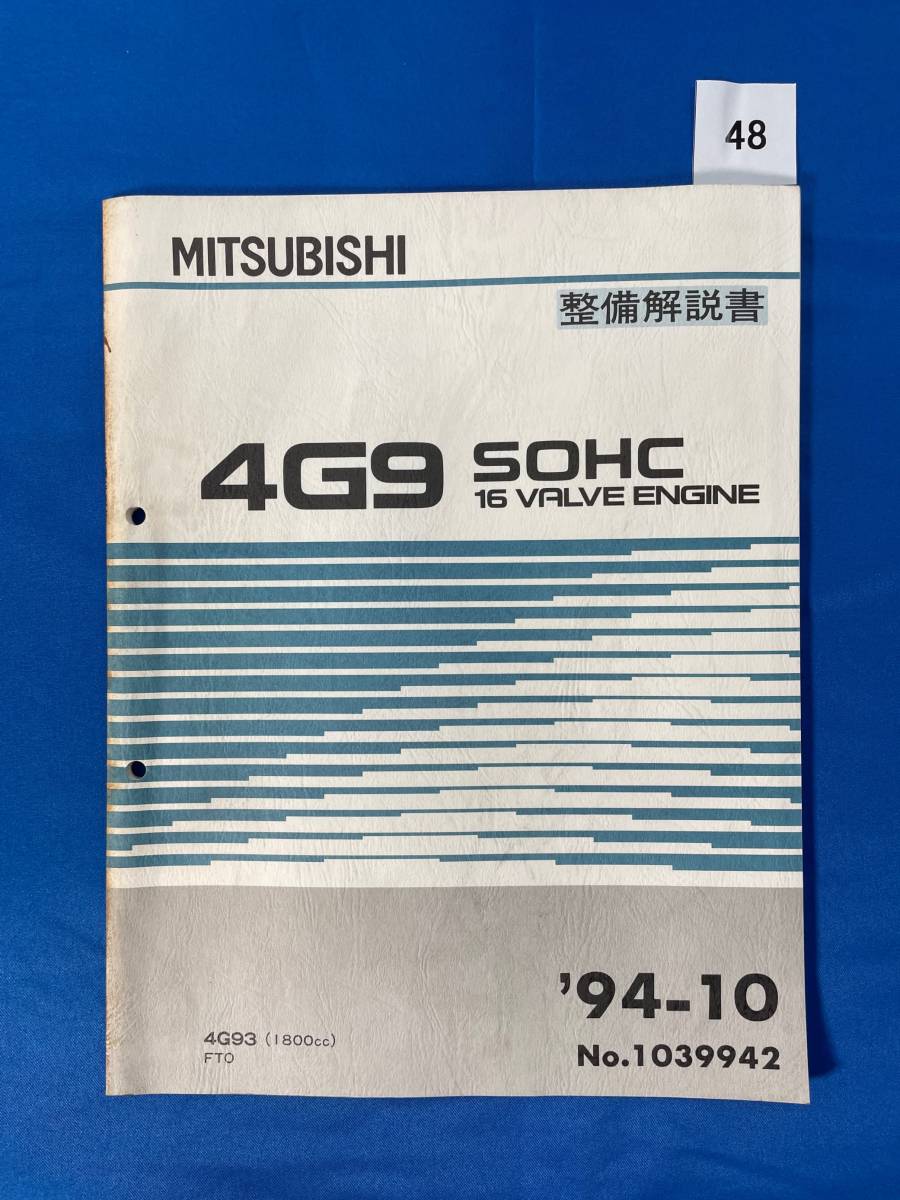 48
MITSUBISHI
整備解説書
4G9 SOHC
16 VALVE ENGINE
'94-10
4G93 (1800cc)
FTO
No.1039942